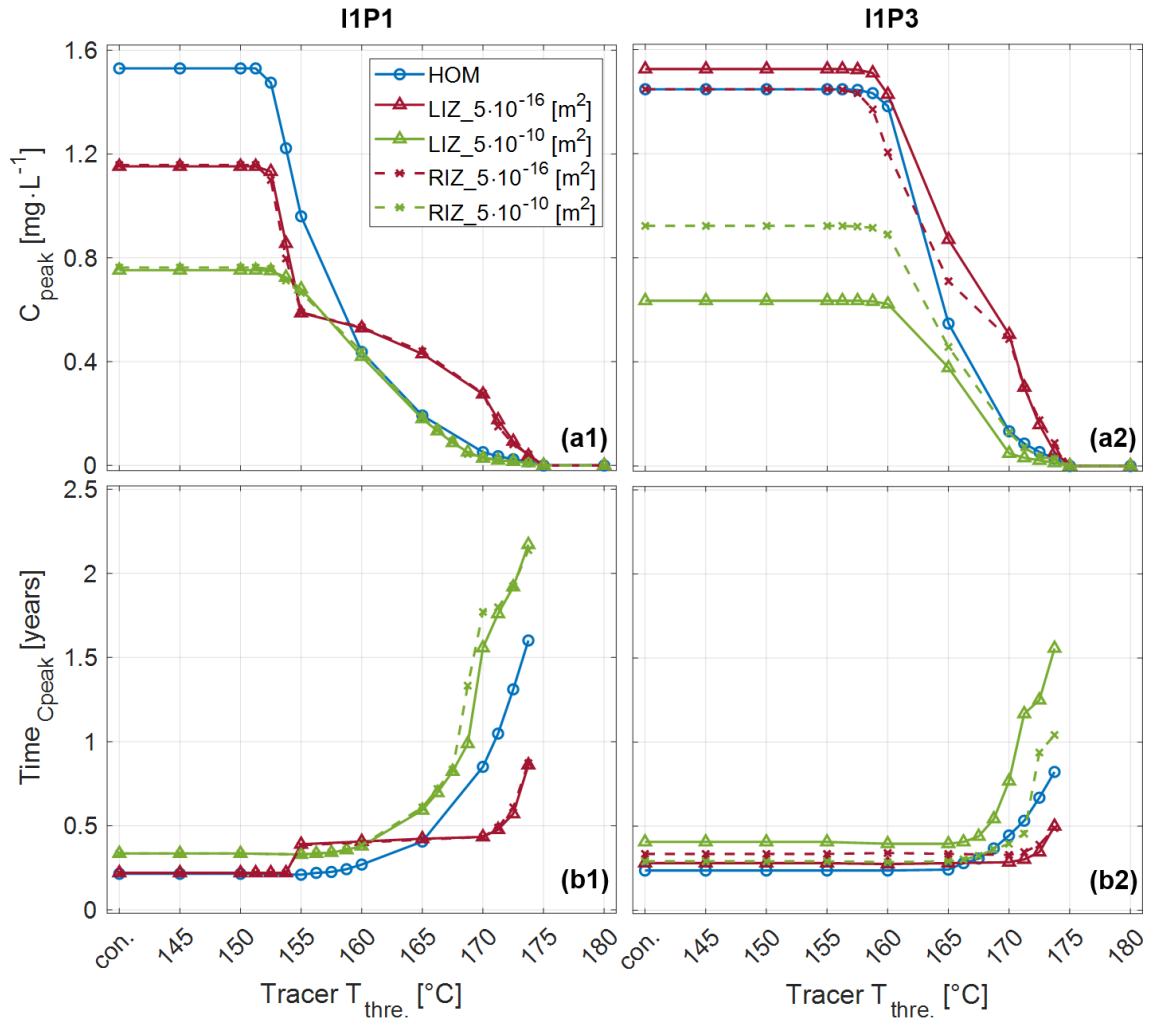 I1P1
I1P3
1.6
1.2
0.8
0.4
0
C_peak [mg·L^-1]
HOM
LIZ_5·10^-16 [m^2]
LIZ_5·10^-10 [m^2]
RIZ_5·10^-16 [m^2]
RIZ_5·10^-10 [m^2]
(a1)
(a2)
2.5
2
1.5
1
0.5
0
Time_Cpeak [years]
(b1)
(b2)
con. 145 150 155 160 165 170 175 180
con. 145 150 155 160 165 170 175 180
Tracer T_thre. [°C]
Tracer T_thre. [°C]